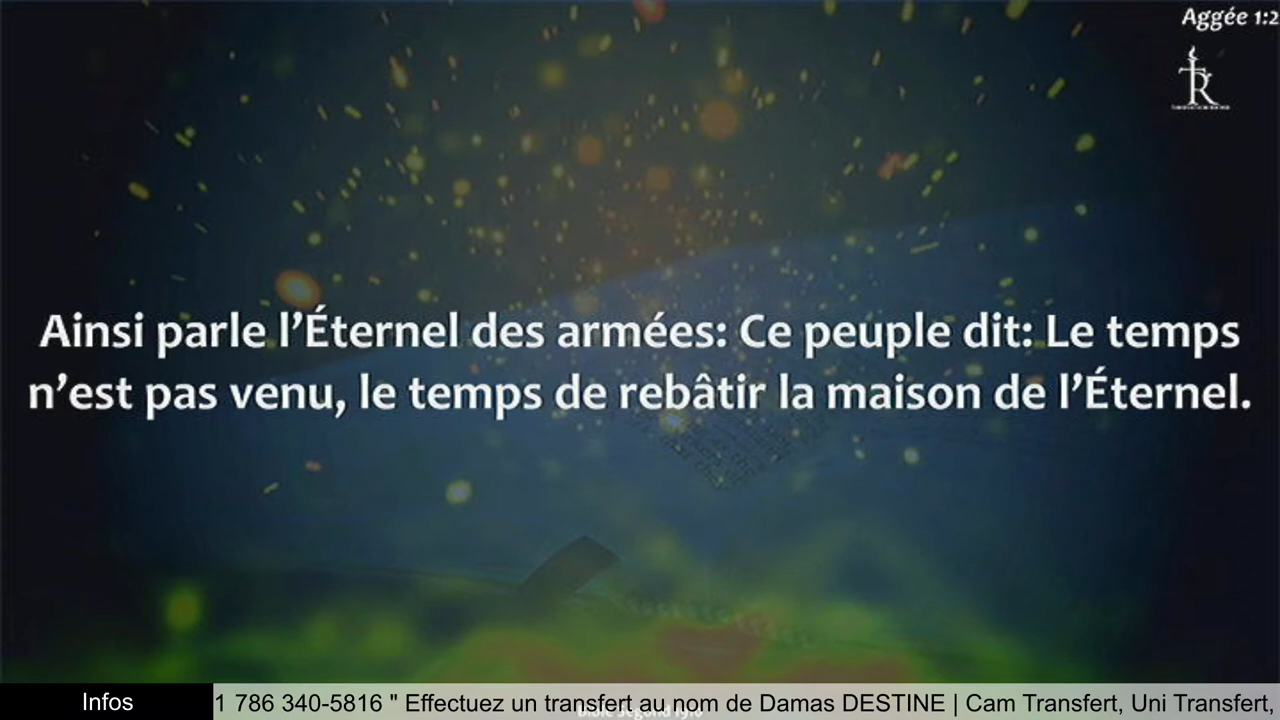 Aggée 1:2
TR
Ainsi parle l’Éternel des armées: Ce peuple dit: Le temps
n’est pas venu, le temps de rebâtir la maison de l’Éternel.
Infos
1 786 340-5816 " Effectuez un transfert au nom de Damas DESTINE | Cam Transfert, Uni Transfert,